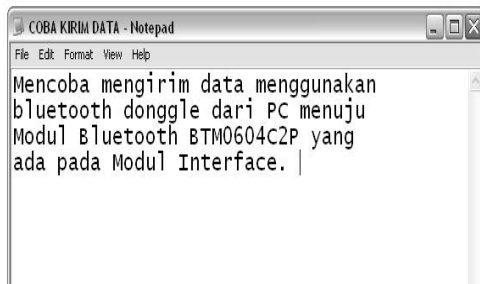 COBA KIRIM DATA - Notepad
File Edit Format View Help
Mencoba mengirim data menggunakan
bluetooth donggle dari PC menuju
Modul Bluetooth BTM0604C2P yang
ada pada Modul Interface.